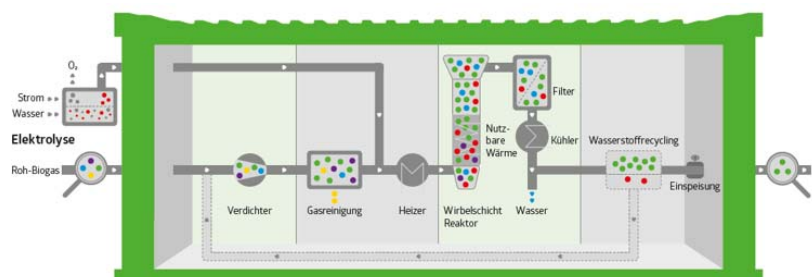 O₂
Strom
Wasser
Elektrolyse
Roh-Biogas
Verdichter
Gasreinigung
Heizer
Nutz-
bare
Wärme
Wirbelschicht
Reaktor
Filter
Kühler
Wasser
Wasserstoffrecycling
Einspeisung